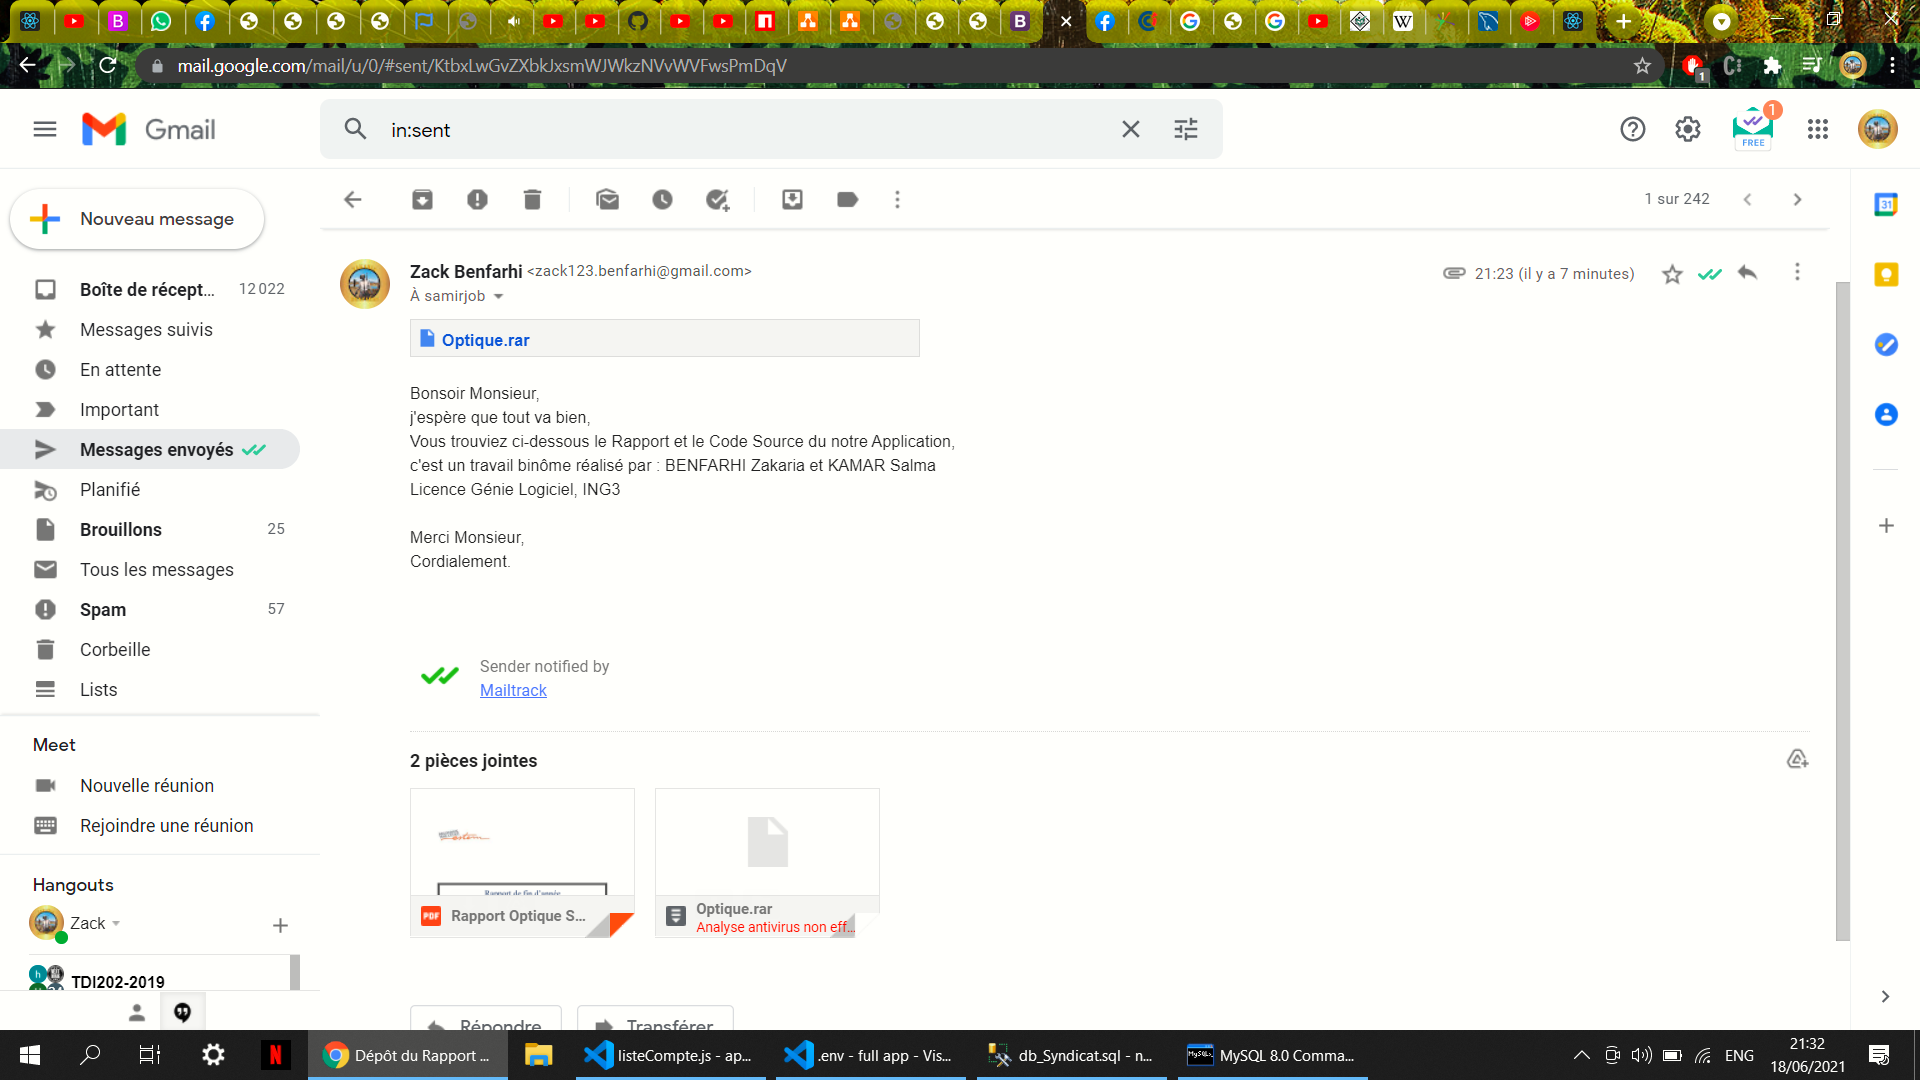 mail.google.com/mail/u/0/#sent/KtbxLwGvZXbkJxsmWJWkzNVvWVFwsPmDqV
1
Gmail
in:sent
1
FREE
1 sur 242
31
Nouveau message
Boîte de récept... 12 022
Messages suivis
En attente
Important
Messages envoyés
Planifié
Brouillons 25
Tous les messages
Spam 57
Corbeille
Lists
Meet
Nouvelle réunion
Rejoindre une réunion
Hangouts
Zack
TDI202-2019
Zack Benfarhi <zack123.benfarhi@gmail.com>
À samirjob
21:23 (il y a 7 minutes)
Optique.rar
Bonsoir Monsieur,
j'espère que tout va bien,
Vous trouviez ci-dessous le Rapport et le Code Source du notre Application,
c'est un travail binôme réalisé par : BENFARHI Zakaria et KAMAR Salma
Licence Génie Logiciel, ING3
Merci Monsieur,
Cordialement.
Sender notified by
Mailtrack
2 pièces jointes
Rapport de fin d'année
PDF Rapport Optique S...
Optique.rar
Analyse antivirus non eff...
Répondre
Transférer
Dépôt du Rapport ...
listeCompte.js - ap...
.env - full app - Vis...
db_Syndicat.sql - n...
MySQL 8.0 Comma...
ENG
21:32
18/06/2021